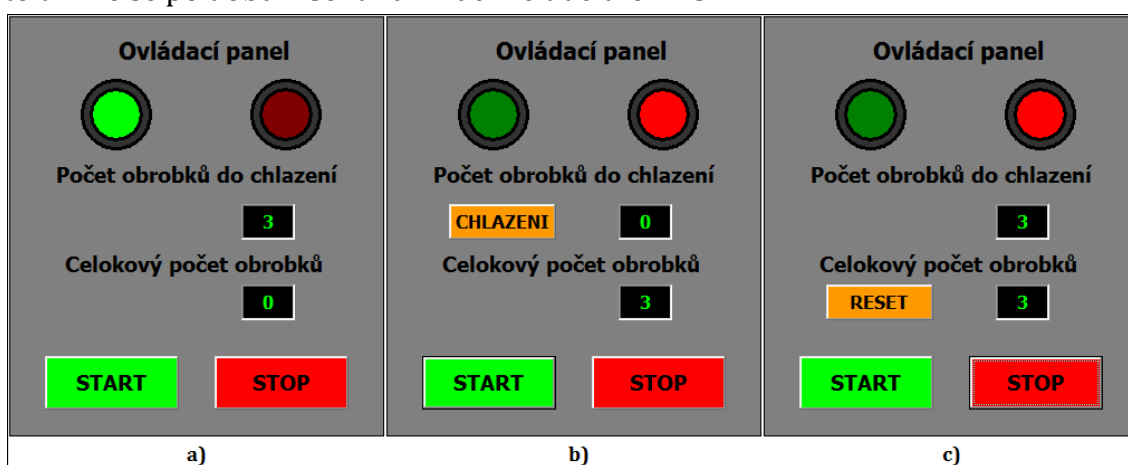 Ovládací panel
Počet obrobků do chlazení
3
Celokový počet obrobků
0
START STOP
a)
Ovládací panel
Počet obrobků do chlazení
CHLAZENI 0
Celokový počet obrobků
3
START STOP
b)
Ovládací panel
Počet obrobků do chlazení
3
Celokový počet obrobků
RESET 3
START STOP
c)